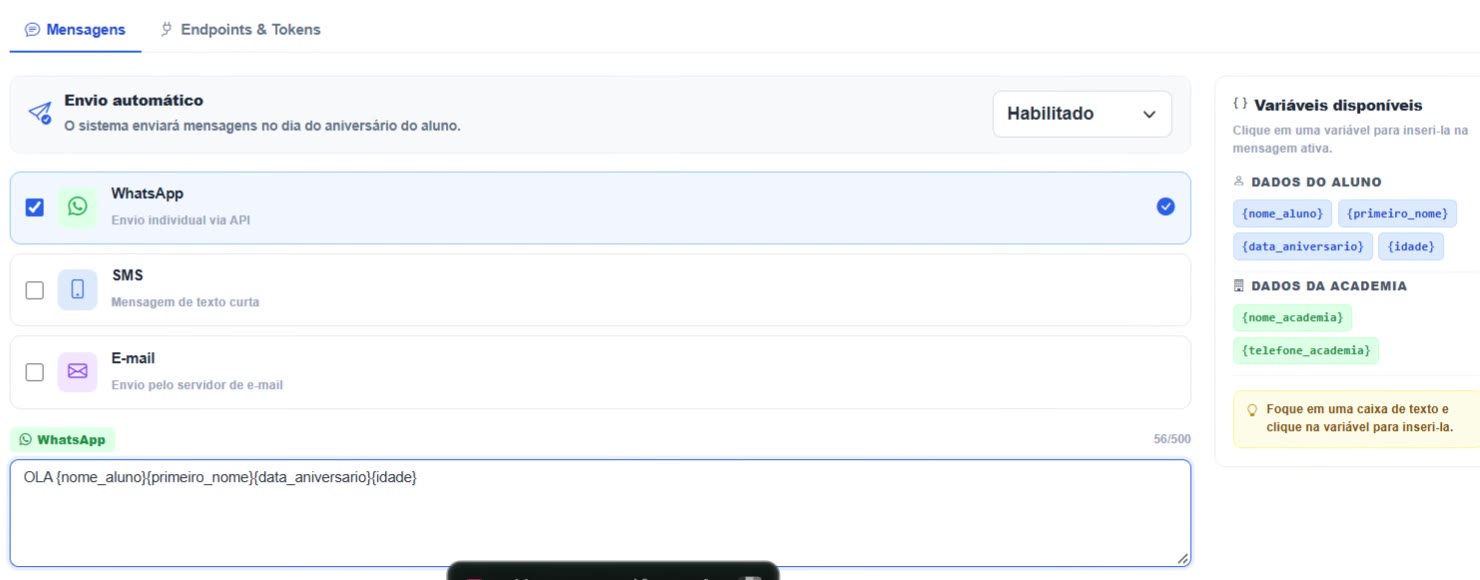 Mensagens
Endpoints & Tokens
Envio automático
O sistema enviará mensagens no dia do aniversário do aluno.
Habilitado
WhatsApp
Envio individual via API
SMS
Mensagem de texto curta
E-mail
Envio pelo servidor de e-mail
WhatsApp
56/500
OLA {nome_aluno}{primeiro_nome}{data_aniversario}{idade}
{ } Variáveis disponíveis
Clique em uma variável para inseri-la na
mensagem ativa.
DADOS DO ALUNO
{nome_aluno} {primeiro_nome}
{data_aniversario} {idade}
DADOS DA ACADEMIA
{nome_academia}
{telefone_academia}
Foque em uma caixa de texto e
clique na variável para inseri-la.